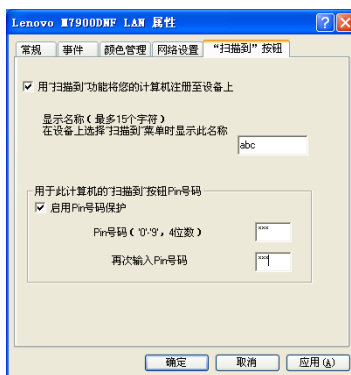 Lenovo M7900DNF LAN 属性
常规 事件 颜色管理 网络设置 “扫描到”按钮
用“扫描到”功能将您的计算机注册至设备上
显示名称(最多15个字符)
在设备上选择“扫描到”菜单时显示此名称
abc
用于此计算机的“扫描到”按钮Pin号码
启用Pin号码保护
Pin号码('0'-'9', 4位数) ***
再次输入Pin号码 ***
确定 取消 应用(A)